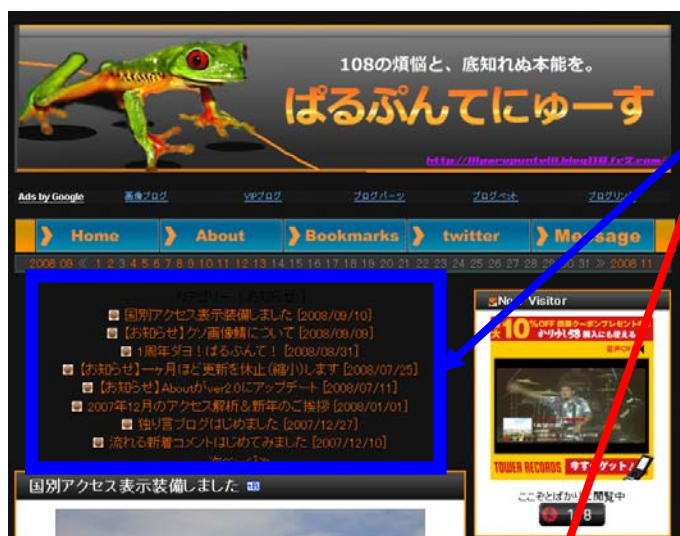 108の煩悩と、底知れぬ本能を。
ぱるぷんてにゅーす
Ads by Google 画像ブログ VIPブログ ブログパーツ ブログペット
Home About Bookmarks twitter Message
2008 09 ≪ 1 2 3 4 5 6 7 8 9 10 11 12 13 14 15 16 17 18 19 20 21 22 23 24 25 26 27 28 29 30 31 ≫ 2008 11
国別アクセス表示装備しました [2008/09/10]
【お知らせ】クソ画像鯖について [2008/09/09]
1周年ダヨ！ぱるぷんて！ [2008/08/31]
【お知らせ】一ヶ月ほど更新を休止(縮小)します [2008/07/25]
【お知らせ】Aboutがver2.0にアップデート [2008/07/11]
2007年12月のアクセス解析&新年のご挨拶 [2008/01/01]
独り言ブログはじめました [2007/12/27]
流れる新着コメントはじめてみました [2007/12/10]
国別アクセス表示装備しました
Now Visitor
10%OFF
TOWER RECORDS 今すぐゲット！
ここぞとばかりに閲覧中